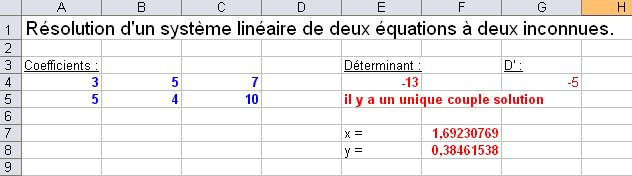 A B C D E F G H
1 Résolution d'un système linéaire de deux équations à deux inconnues.
2
3 Coefficients : Déterminant : D' :
4 3 5 7 -13 -5
5 5 4 10 il y a un unique couple solution
6
7 x = 1,69230769
8 y = 0,38461538
9